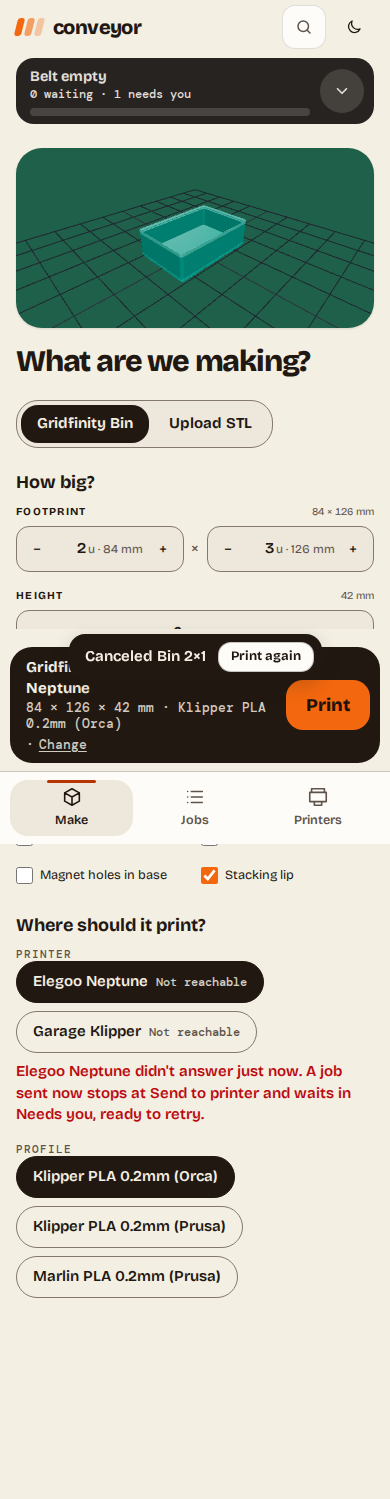 conveyor
Belt empty
0 waiting · 1 needs you
What are we making?
Gridfinity Bin
Upload STL
How big?
FOOTPRINT
84 × 126 mm
− 2 u · 84 mm +
×
− 3 u · 126 mm +
HEIGHT
42 mm
Canceled Bin 2×1
Print again
Neptune
84 × 126 × 42 mm · Klipper PLA
0.2mm (Orca)
· Change
Print
Make
Jobs
Printers
Magnet holes in base
Stacking lip
Where should it print?
PRINTER
Elegoo Neptune Not reachable
Garage Klipper Not reachable
Elegoo Neptune didn't answer just now. A job
sent now stops at Send to printer and waits in
Needs you, ready to retry.
PROFILE
Klipper PLA 0.2mm (Orca)
Klipper PLA 0.2mm (Prusa)
Marlin PLA 0.2mm (Prusa)